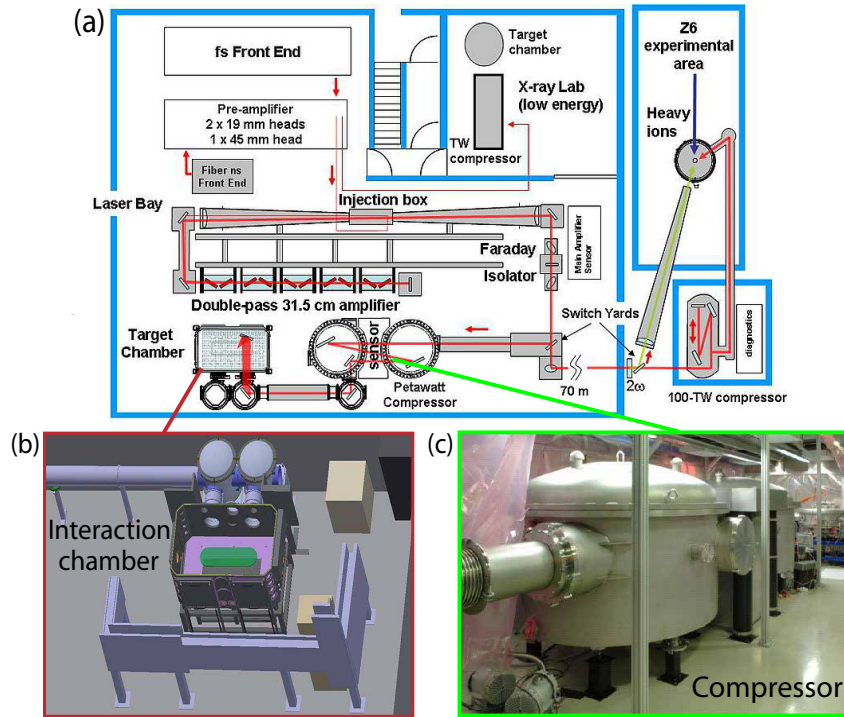 (a)
fs Front End
Target
chamber
Z6
experimental
area
X-ray Lab
(low energy)
Pre-amplifier
2 x 19 mm heads
1 x 45 mm head
Heavy
ions
TW
compressor
Fiber ns
Front End
Injection box
Laser Bay
Faraday
Isolator
Main Amplifier
Sensor
Double-pass 31.5 cm amplifier
Switch Yards
Target
Chamber
sensor
diagnostics
Petawatt
Compressor
70 m
2ω
100-TW compressor
(b)
Interaction
chamber
(c)
Compressor